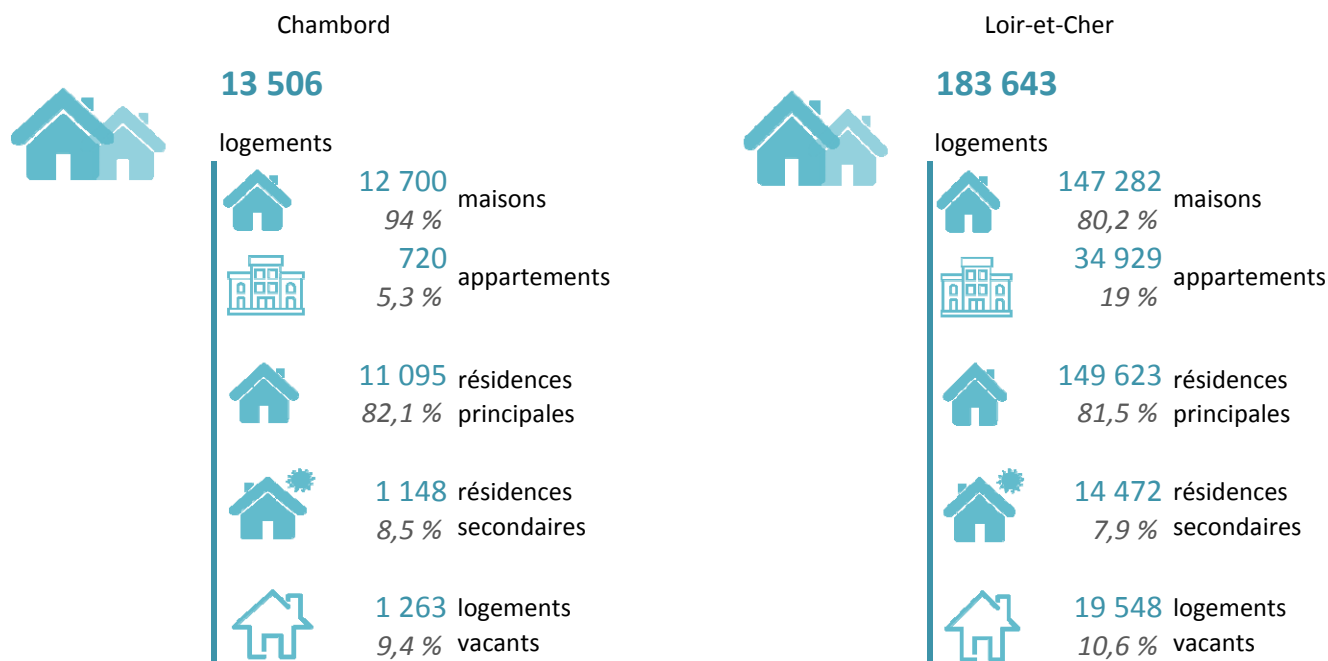 Chambord
13 506
logements
12 700
maisons
94 %
720
appartements
5,3 %
11 095 résidences
82,1 % principales
1 148 résidences
8,5 % secondaires
1 263 logements
9,4 % vacants
Loir-et-Cher
183 643
logements
147 282
maisons
80,2 %
34 929
appartements
19 %
149 623 résidences
81,5 % principales
14 472 résidences
7,9 % secondaires
19 548 logements
10,6 % vacants